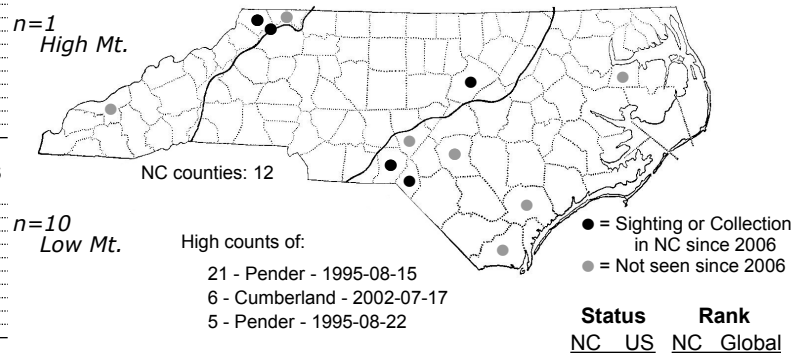 n=1
High Mt.
NC counties: 12
n=10
Low Mt.
High counts of:
21 - Pender - 1995-08-15
6 - Cumberland - 2002-07-17
5 - Pender - 1995-08-22
= Sighting or Collection
in NC since 2006
= Not seen since 2006
Status Rank
NC US NC Global